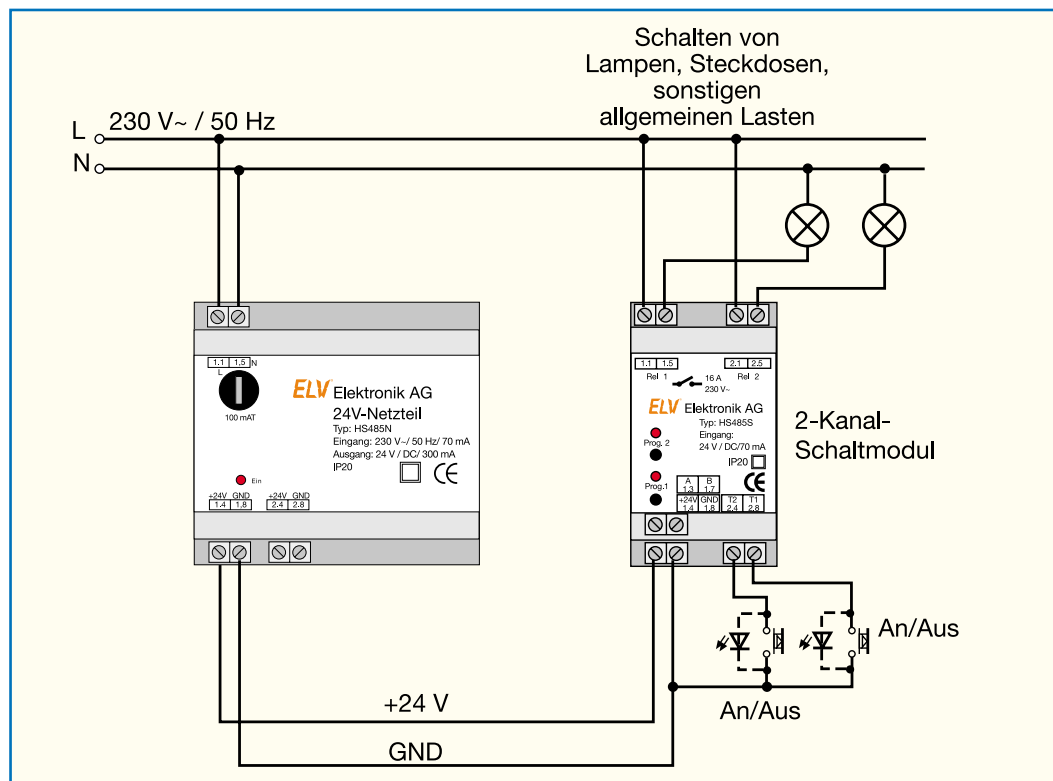 Schalten von
Lampen, Steckdosen,
sonstigen
allgemeinen Lasten
L 230 V~ / 50 Hz
N
1.1 1.5 N
L
100 mAT
ELV Elektronik AG
24V-Netzteil
Typ: HS485N
Eingang: 230 V~/ 50 Hz/ 70 mA
Ausgang: 24 V / DC/ 300 mA
IP20 CE
Ein
+24V GND +24V GND
1.4 1.8 2.4 2.8
1.1 1.5 2.1 2.5
Rel 1 Rel 2
16 A
230 V~
ELV Elektronik AG
Typ: HS485S
Eingang:
24 V / DC/70 mA
IP20 CE
Prog. 2
Prog.1
A B
1.3 1.7
+24V GND T2 T1
1.4 1.8 2.4 2.8
2-Kanal-
Schaltmodul
An/Aus
An/Aus
+24 V
GND